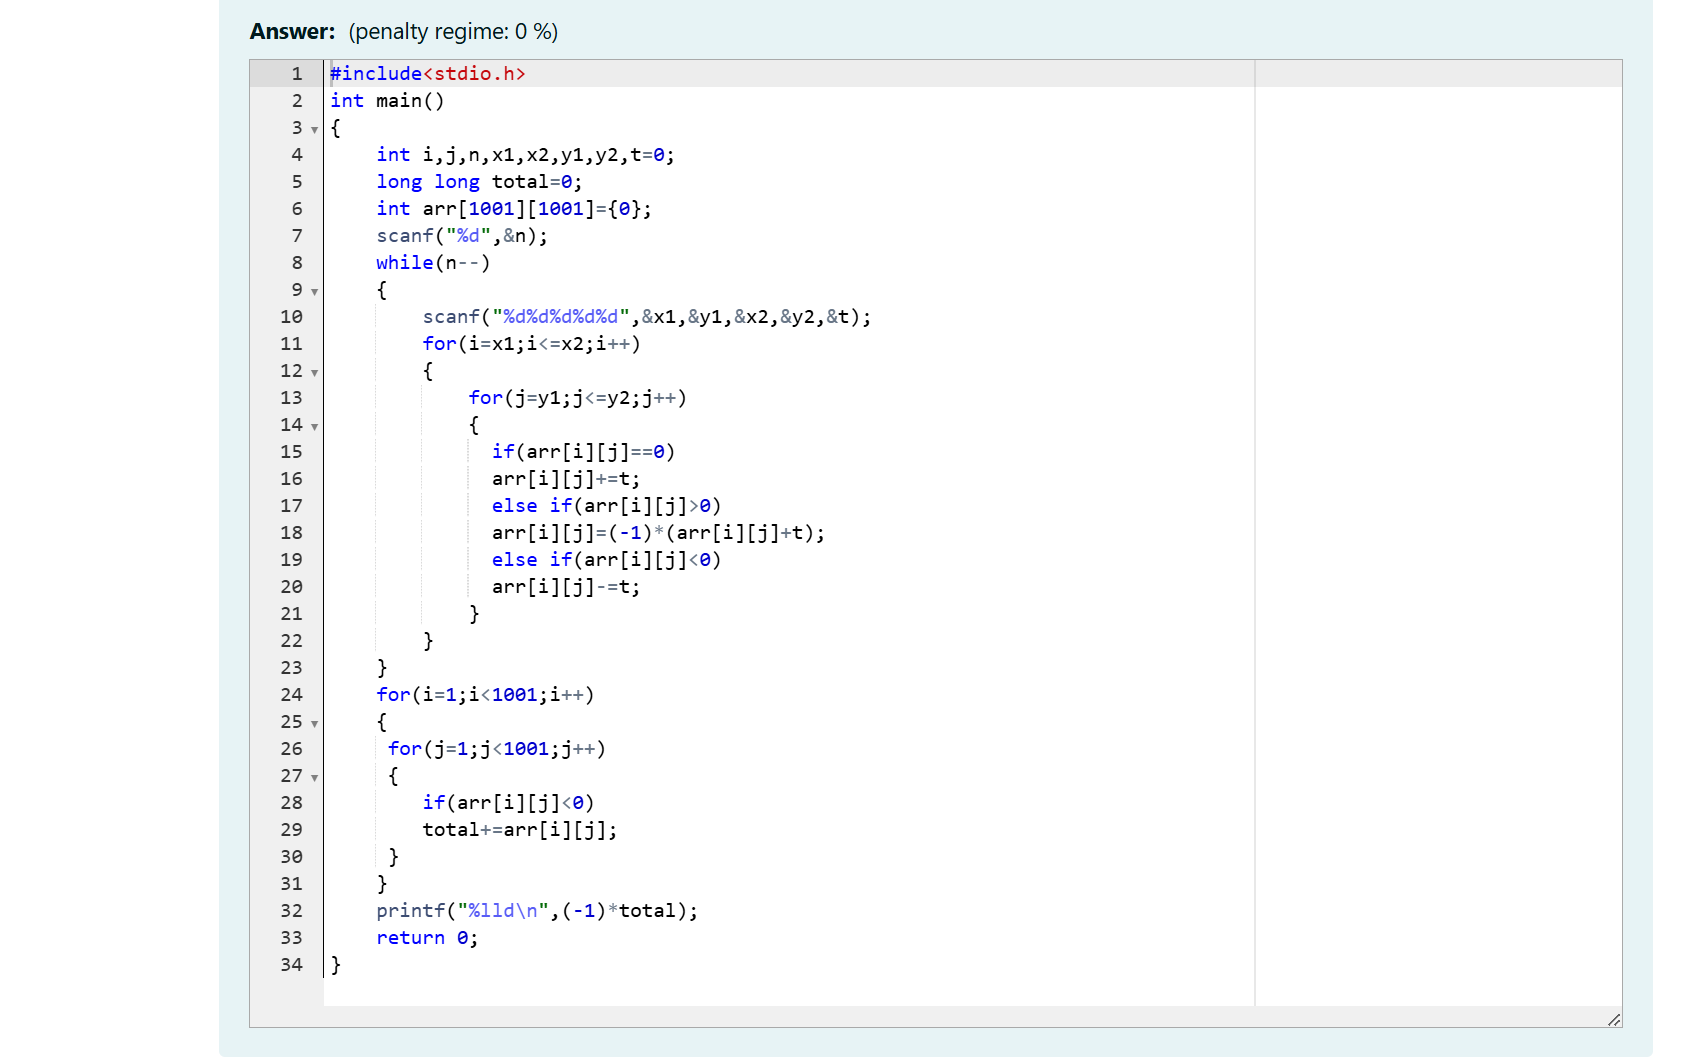 Answer: (penalty regime: 0 %)
1 #include<stdio.h>
2 int main()
3 {
4 int i,j,n,x1,x2,y1,y2,t=0;
5 long long total=0;
6 int arr[1001][1001]={0};
7 scanf("%d",&n);
8 while(n--)
9 {
10 scanf("%d%d%d%d%d",&x1,&y1,&x2,&y2,&t);
11 for(i=x1;i<=x2;i++)
12 {
13 for(j=y1;j<=y2;j++)
14 {
15 if(arr[i][j]==0)
16 arr[i][j]+=t;
17 else if(arr[i][j]>0)
18 arr[i][j]=(-1)*(arr[i][j]+t);
19 else if(arr[i][j]<0)
20 arr[i][j]-=t;
21 }
22 }
23 }
24 for(i=1;i<1001;i++)
25 {
26 for(j=1;j<1001;j++)
27 {
28 if(arr[i][j]<0)
29 total+=arr[i][j];
30 }
31 }
32 printf("%lld\n",(-1)*total);
33 return 0;
34 }